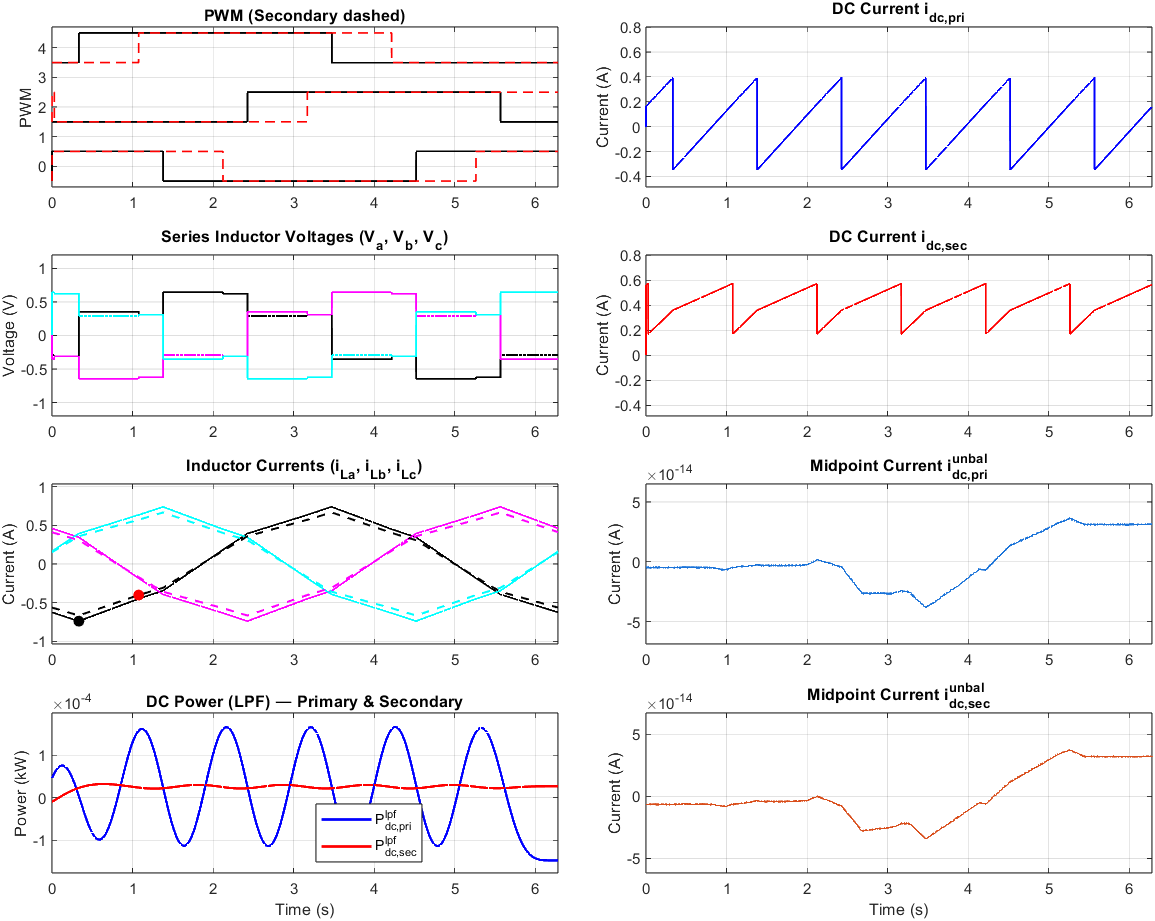 PWM (Secondary dashed)
PWM
4
3
2
1
0
0 1 2 3 4 5 6
DC Current i_dc,pri
Current (A)
0.8
0.6
0.4
0.2
0
-0.2
-0.4
0 1 2 3 4 5 6
Series Inductor Voltages (V_a, V_b, V_c)
Voltage (V)
1
0.5
0
-0.5
-1
0 1 2 3 4 5 6
DC Current i_dc,sec
Current (A)
0.8
0.6
0.4
0.2
0
-0.2
-0.4
0 1 2 3 4 5 6
Inductor Currents (i_La, i_Lb, i_Lc)
Current (A)
1
0.5
0
-0.5
-1
0 1 2 3 4 5 6
Midpoint Current i^unbal_dc,pri
×10^-14
Current (A)
5
0
-5
0 1 2 3 4 5 6
DC Power (LPF) — Primary & Secondary
×10^-4
Power (kW)
1
0
-1
P^lpf_dc,pri
P^lpf_dc,sec
0 1 2 3 4 5 6
Time (s)
Midpoint Current i^unbal_dc,sec
×10^-14
Current (A)
5
0
-5
0 1 2 3 4 5 6
Time (s)